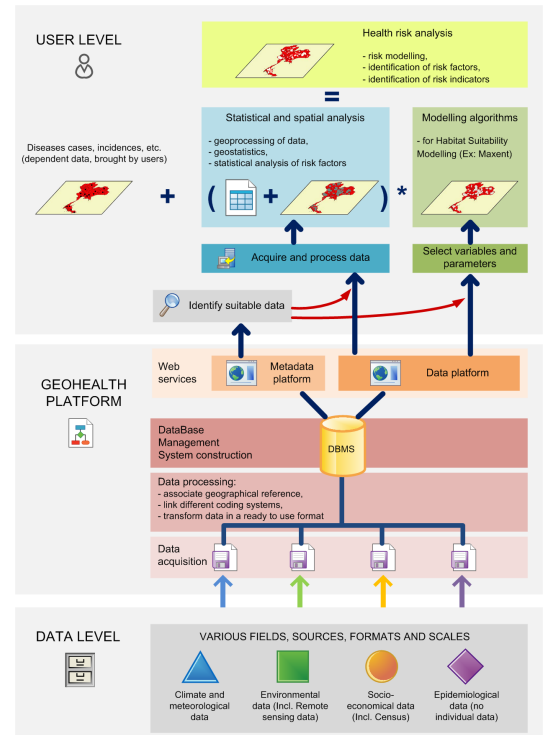 USER LEVEL
Health risk analysis
- risk modelling,
- identification of risk factors,
- identification of risk indicators
=
Statistical and spatial analysis
- geoprocessing of data,
- geostatistics,
- statistical analysis of risk factors
Modelling algorithms
- for Habitat Suitability
Modelling (Ex: Maxent)
Diseases cases, incidences, etc.
(dependent data, brought by users)
+ ( + ) *
Acquire and process data
Select variables and
parameters
Identify suitable data
GEOHEALTH
PLATFORM
Web
services
Metadata
platform
Data platform
DataBase
Management
System construction
DBMS
Data processing:
- associate geographical reference,
- link different coding systems,
- transform data in a ready to use format
Data
acquisition
DATA LEVEL
VARIOUS FIELDS, SOURCES, FORMATS AND SCALES
Climate and
meteorological
data
Environmental
data (Incl. Remote
sensing data)
Socio-
economical data
(Incl. Census)
Epidemiological
data (no
individual data)